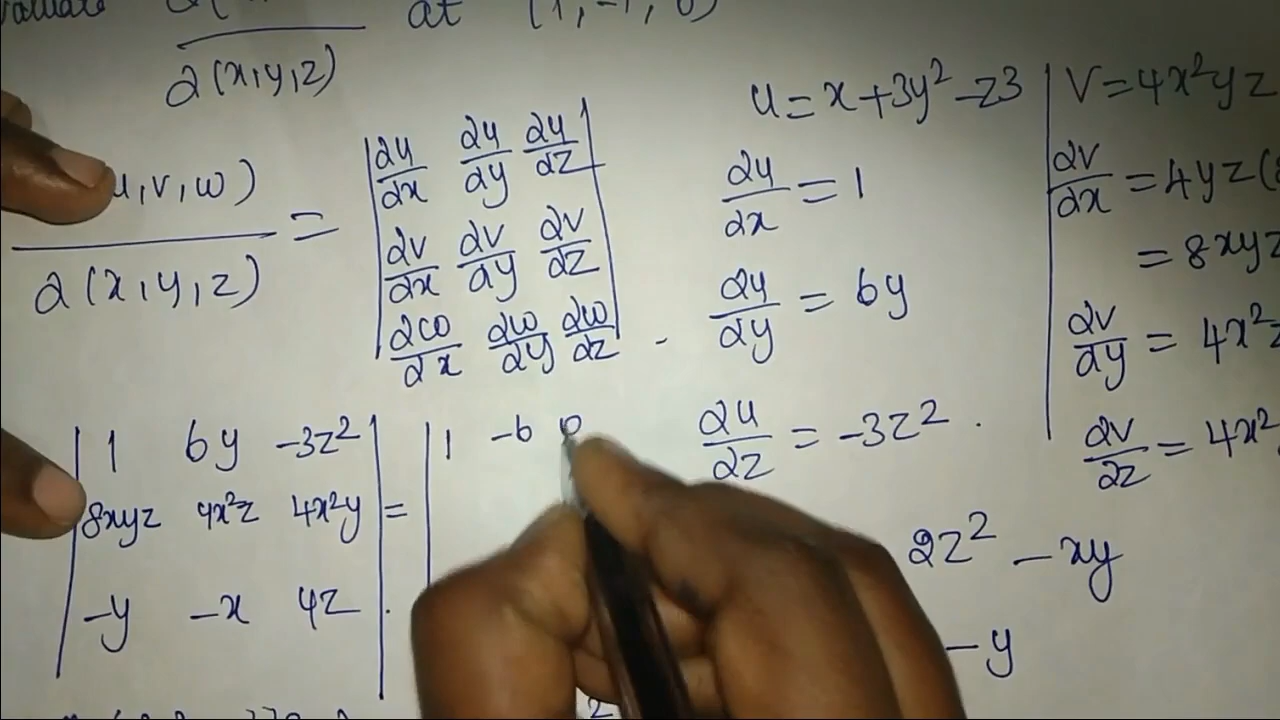 at (1,-1,0)
∂(x,y,z)
u,v,w)
∂(x,y,z)
=
∂u/∂x ∂u/∂y ∂u/∂z
∂v/∂x ∂v/∂y ∂v/∂z
∂w/∂x ∂w/∂y ∂w/∂z
u=x+3y²-z3
∂u/∂x = 1
∂u/∂y = 6y
∂u/∂z = -3z².
V=4x²yz
∂v/∂x = 4yz(
= 8xyz
∂v/∂y = 4x²z
∂v/∂z = 4x²
1 6y -3z²
8xyz 4x²z 4x²y
-y -x 4z
=
1 -6 0
2z² -xy
-y